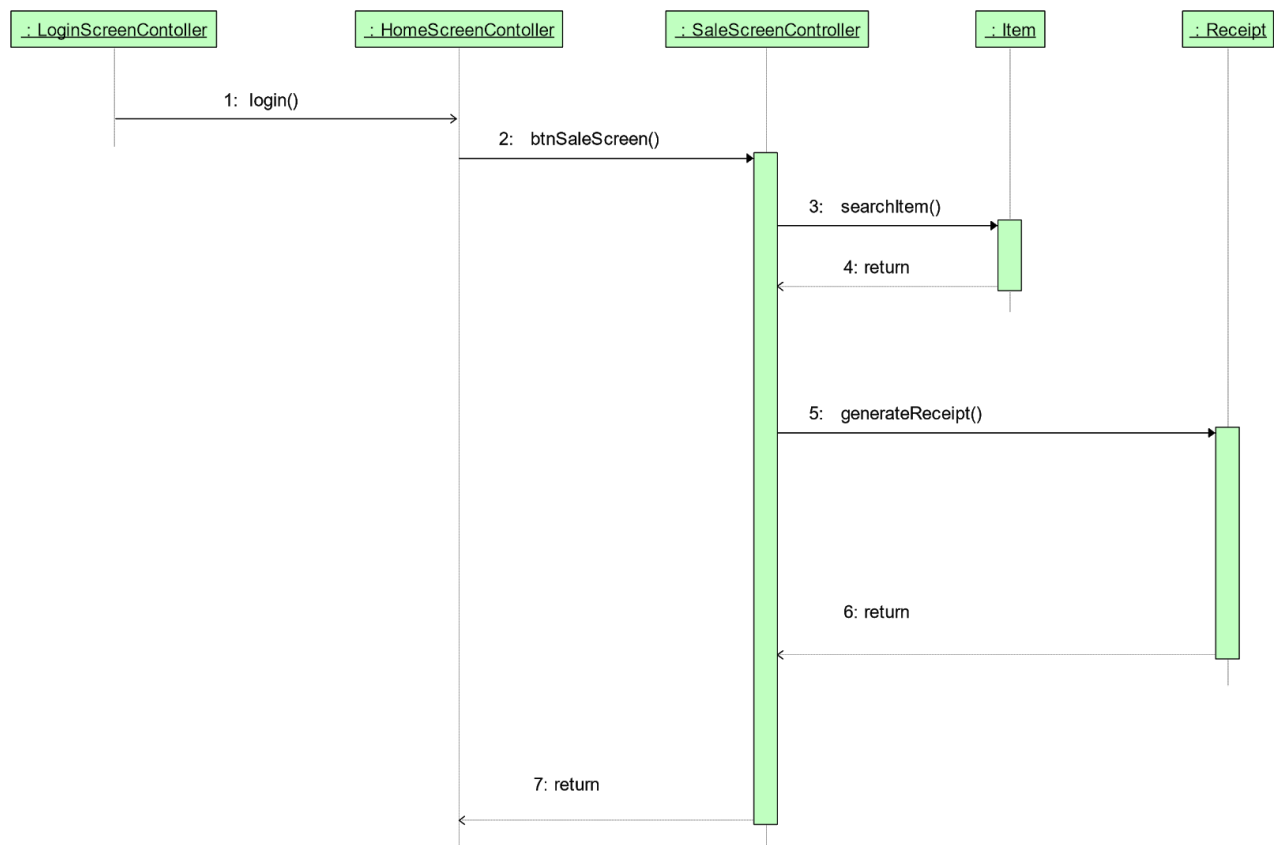 : LoginScreenContoller
: HomeScreenContoller
: SaleScreenController
: Item
: Receipt
1: login()
2: btnSaleScreen()
3: searchItem()
4: return
5: generateReceipt()
6: return
7: return